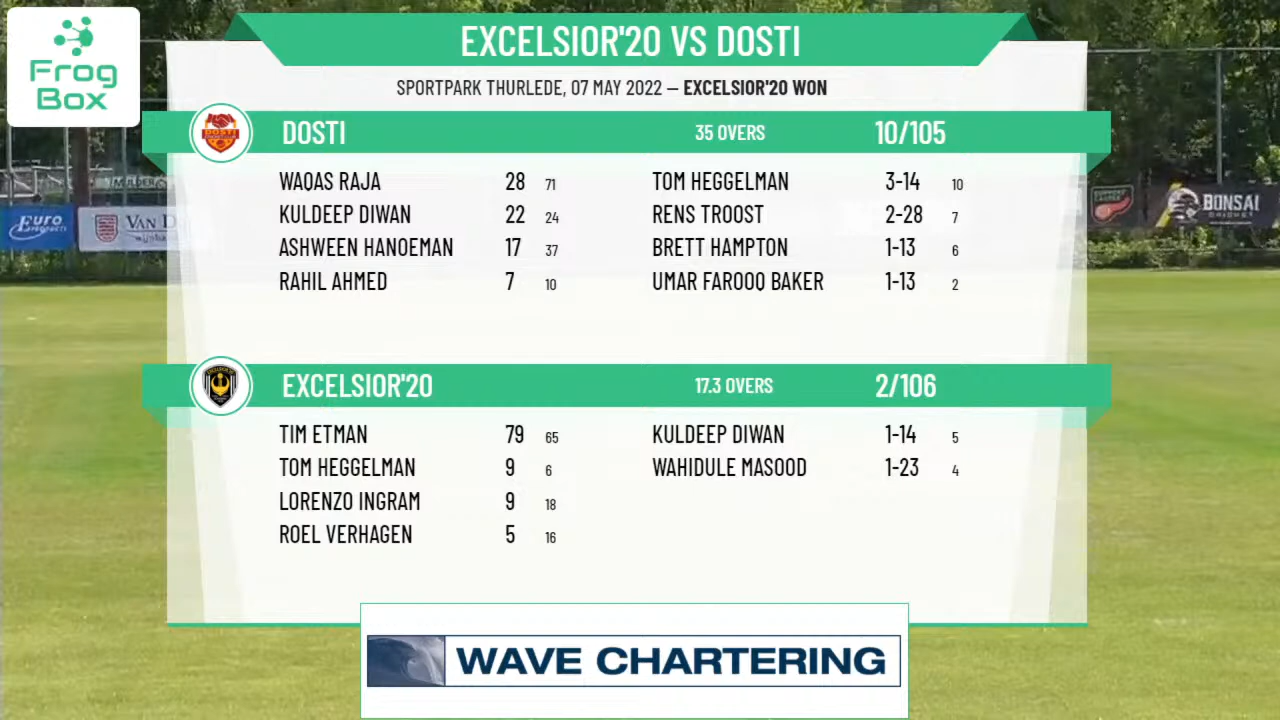 Frog
Box
EXCELSIOR'20 VS DOSTI
SPORTPARK THURLEDE, 07 MAY 2022 – EXCELSIOR'20 WON
DOSTI 35 OVERS 10/105
WAQAS RAJA 28 71 TOM HEGGELMAN 3-14 10
KULDEEP DIWAN 22 24 RENS TROOST 2-28 7
ASHWEEN HANOEMAN 17 37 BRETT HAMPTON 1-13 6
RAHIL AHMED 7 10 UMAR FAROOQ BAKER 1-13 2
EXCELSIOR'20 17.3 OVERS 2/106
TIM ETMAN 79 65 KULDEEP DIWAN 1-14 5
TOM HEGGELMAN 9 6 WAHIDULE MASOOD 1-23 4
LORENZO INGRAM 9 18
ROEL VERHAGEN 5 16
WAVE CHARTERING
EURO
VAN D
BONSAI
CRICKET
DOSTI